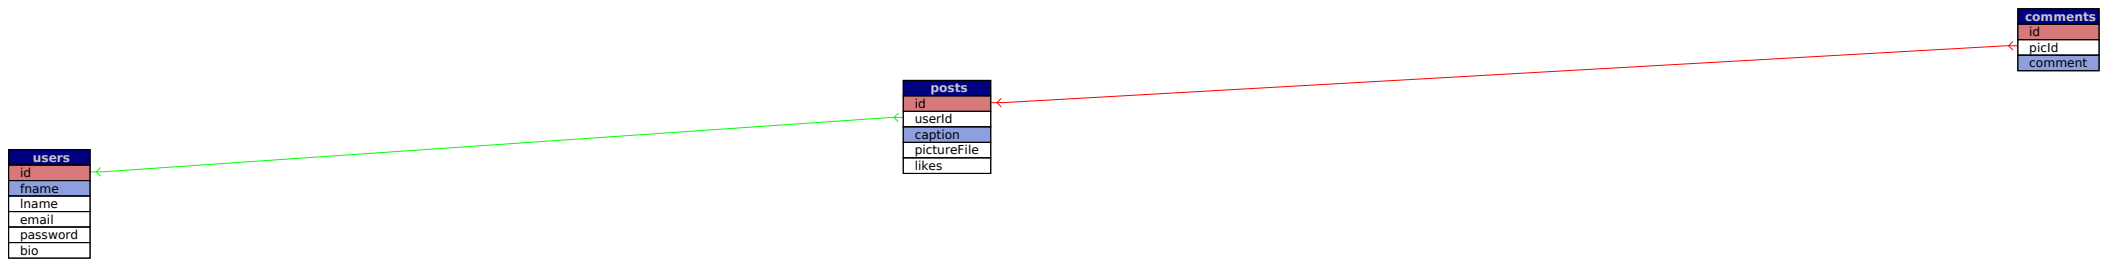 users
id
fname
lname
email
password
bio
posts
id
userId
caption
pictureFile
likes
comments
id
picId
comment